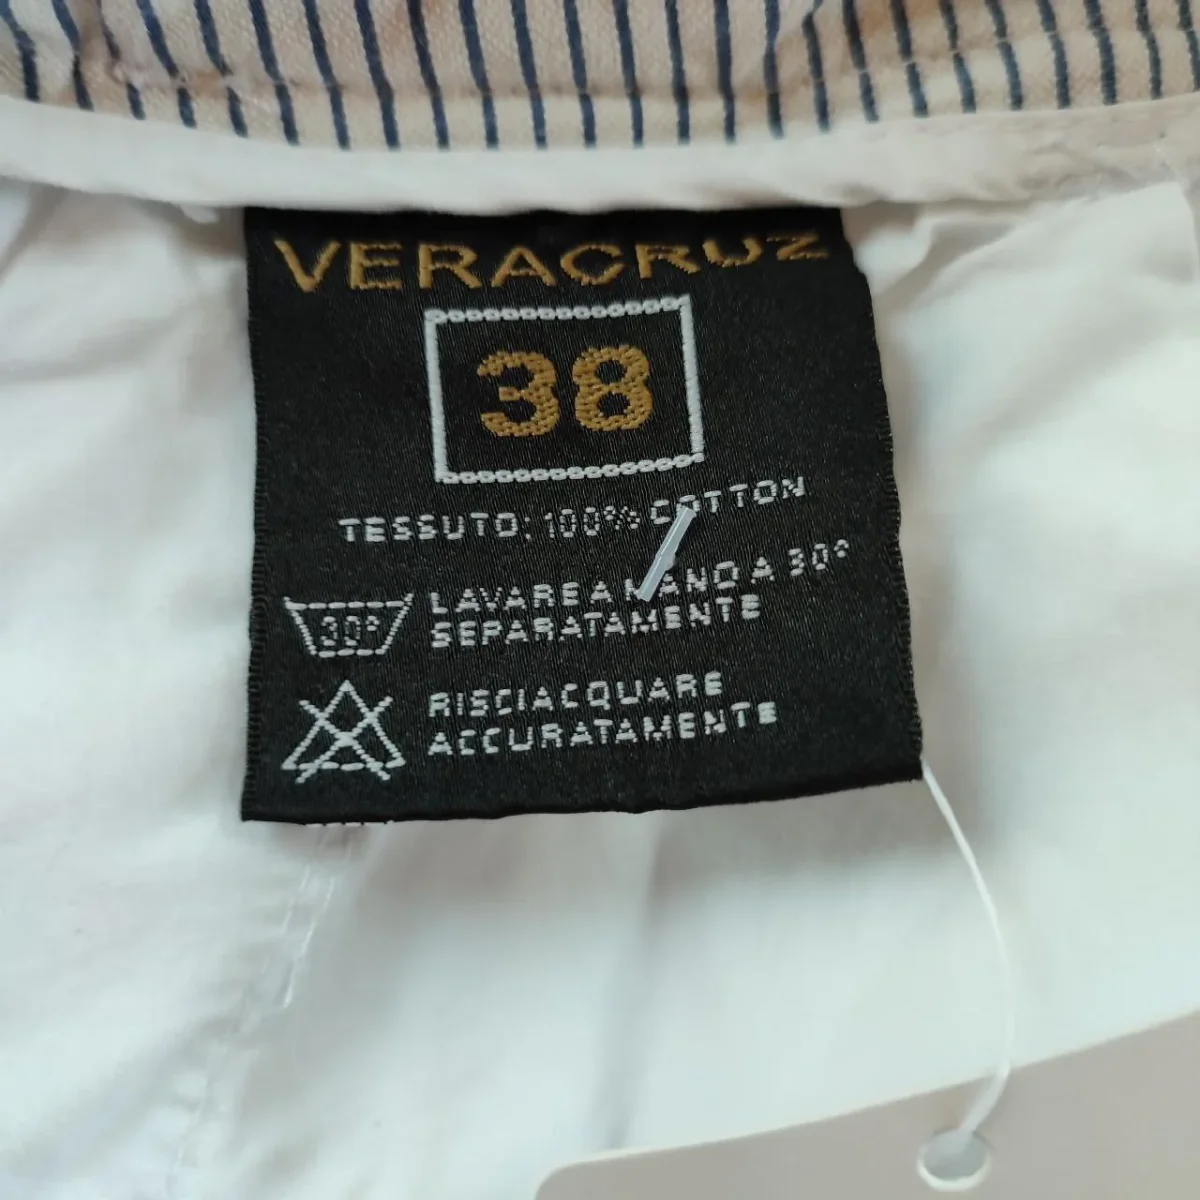 VERACRUZ
38
TESSUTO: 100% COTTON
LAVARE A MANO A 30°
SEPARATAMENTE
30°
RISCIACQUARE
ACCURATAMENTE